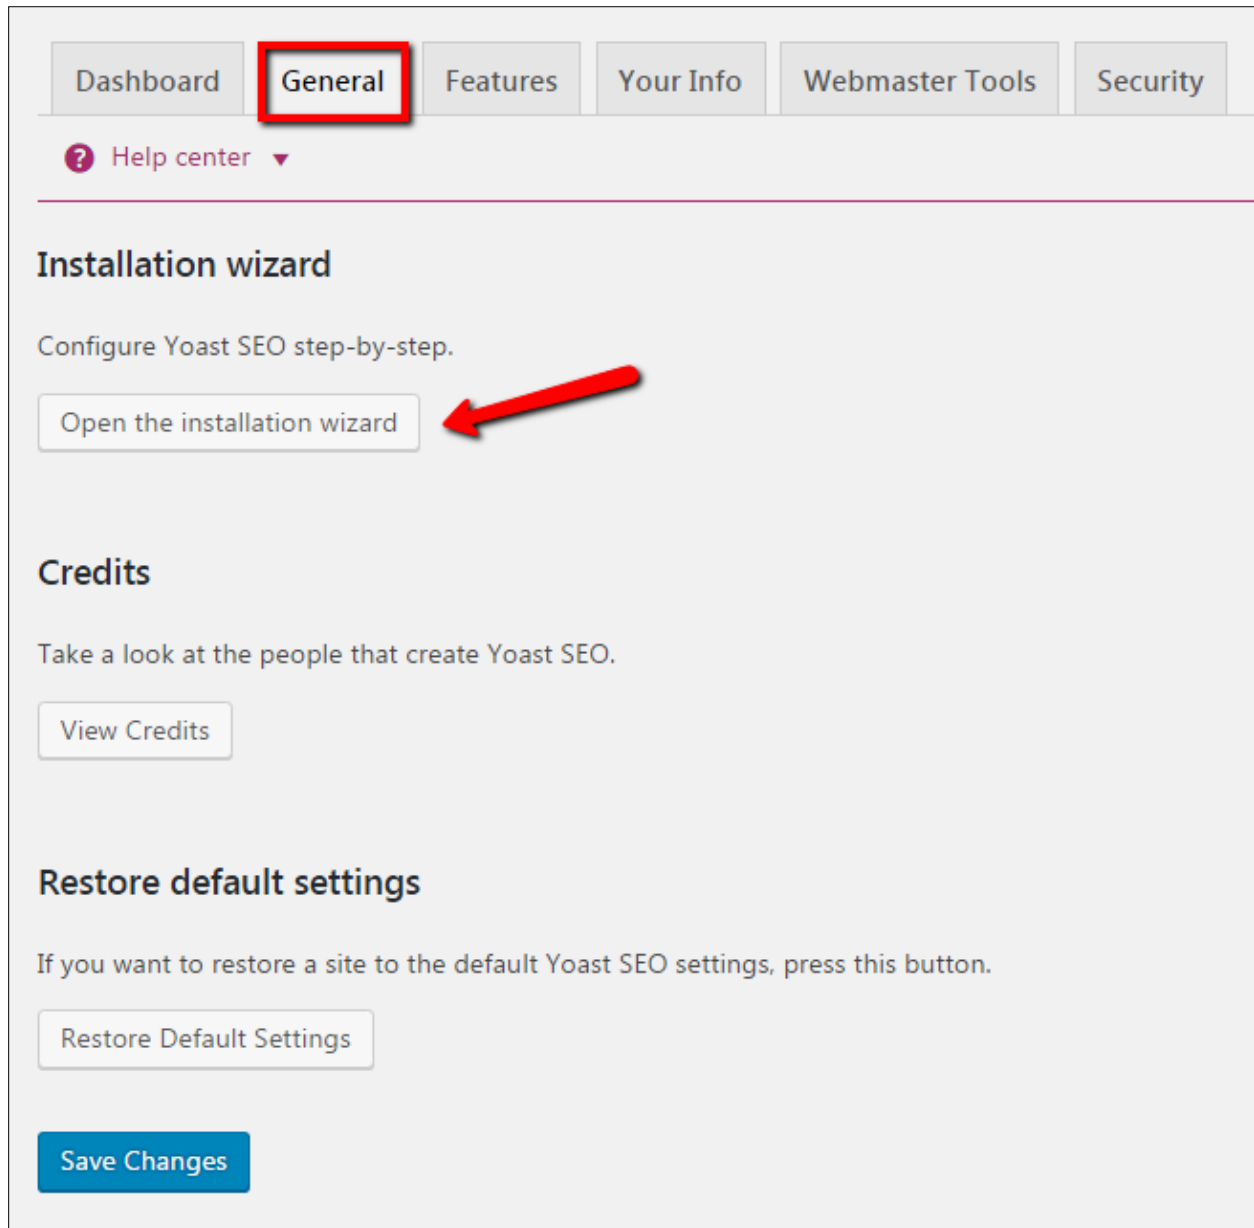 Dashboard General Features Your Info Webmaster Tools Security
? Help center
Installation wizard
Configure Yoast SEO step-by-step.
Open the installation wizard
Credits
Take a look at the people that create Yoast SEO.
View Credits
Restore default settings
If you want to restore a site to the default Yoast SEO settings, press this button.
Restore Default Settings
Save Changes